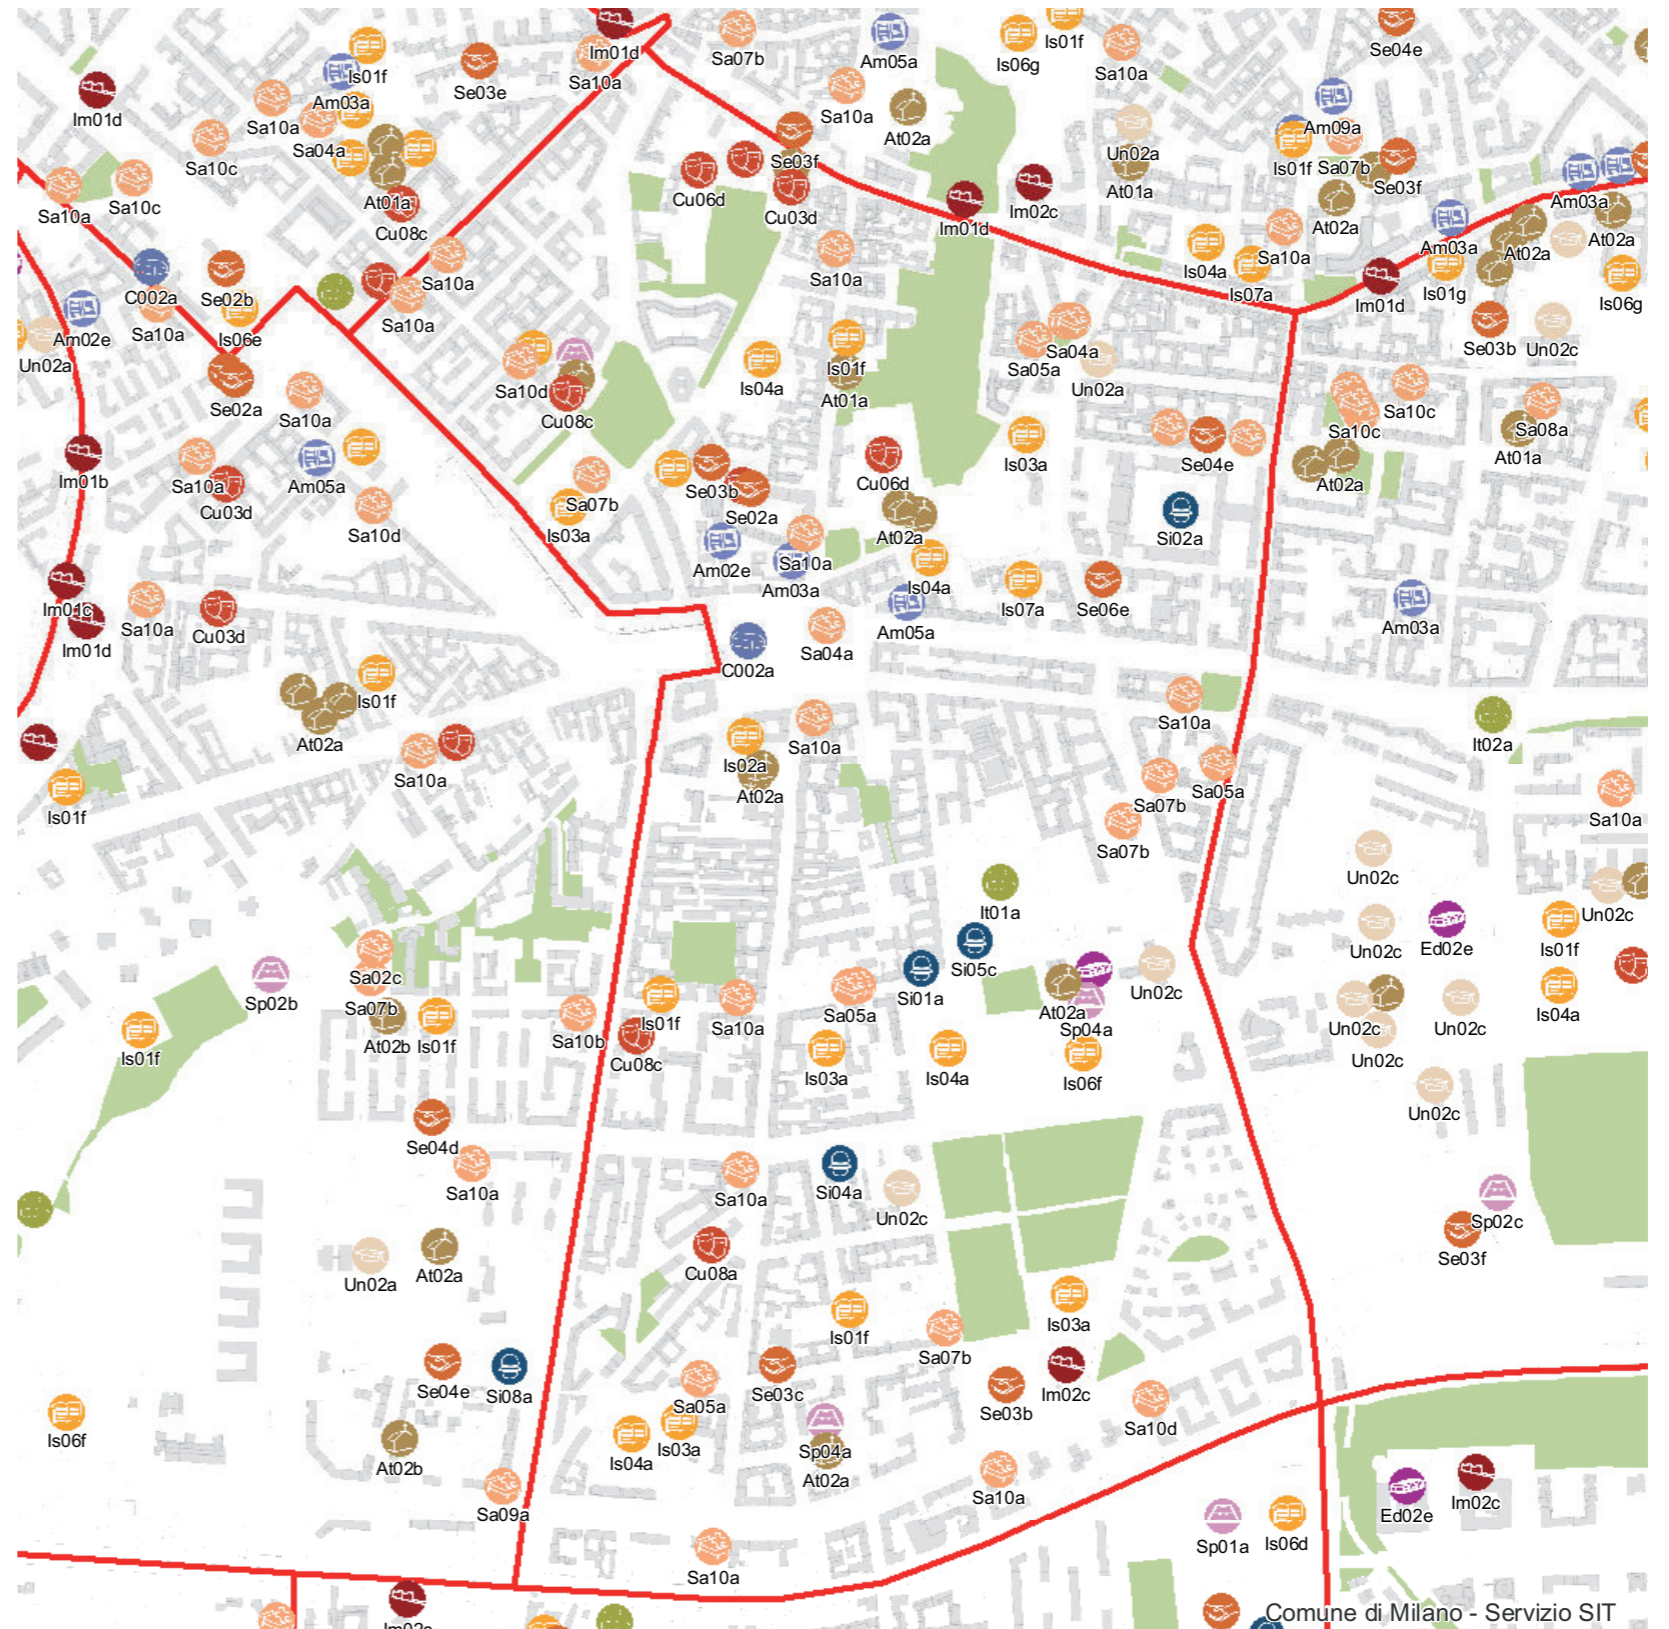 Im01d
Sa07b
Am05a
Is01f
Is06g
Se04e
Is01f
Sa10a
Sa10a
Se03e
Am03a
Im01d
Sa10a
Sa10a
Am09a
Sa04a
At02a
Sa10c
Se03f
Un02a
Is01f
Sa07b
Se03f
At01a
Cu06d
Cu03d
At01a
Im02c
Am03a
Sa10a
Sa10c
Cu08c
Im01d
At02a
Am03a
At02a
At02a
Sa10a
Sa10a
Sa10a
Is04a
Is07a
Im01d
Is01g
Is06g
C002a
Se02b
Sa10a
Sa10a
Is06e
Am02e
Un02a
Sa04a
Sa05a
Un02a
Se03b
Un02c
Is01f
Is04a
At01a
Sa10d
Cu08c
Se02a
Sa10a
Sa10c
Sa10c
Sa08a
At01a
Im01b
Sa10a
Cu03d
Am05a
Sa10d
Sa07b
Is03a
Se03b
Se02a
Cu06d
Is03a
Se04e
At02a
At02a
Si02a
Am02e
Sa10a
Am03a
Is04a
Am05a
Is07a
Se06e
Am03a
Im01c
Im01d
Sa10a
Cu03d
C002a
Sa04a
Is01f
At02a
Sa10a
Is02a
At02a
Sa10a
Sa10a
It02a
Is01f
Sa07b
Sa05a
Sa10a
Sa07b
It01a
Un02c
Un02c
Un02c
Ed02e
Is01f
Sa02c
Sa07b
Sp02b
Si05c
Si01a
Is01f
At02b
Is01f
Sa10b
Is01f
Cu08c
Sa10a
Sa05a
At02a
Sp04a
Un02c
Un02c
Un02c
Un02c
Is04a
Is03a
Is04a
Is06f
Un02c
Se04d
Sa10a
Sa10a
Si04a
Un02c
Sp02c
Se03f
Un02a
At02a
Cu08a
Is01f
Is03a
Sa07b
Se04e
Si08a
Sa05a
Se03c
Se03b
Im02c
Sa10d
Is06f
At02b
Is04a
Is03a
Sp04a
At02a
Sa10a
Sa09a
Ed02e
Im02c
Sp01a
Is06d
Sa10a
Comune di Milano - Servizio SIT